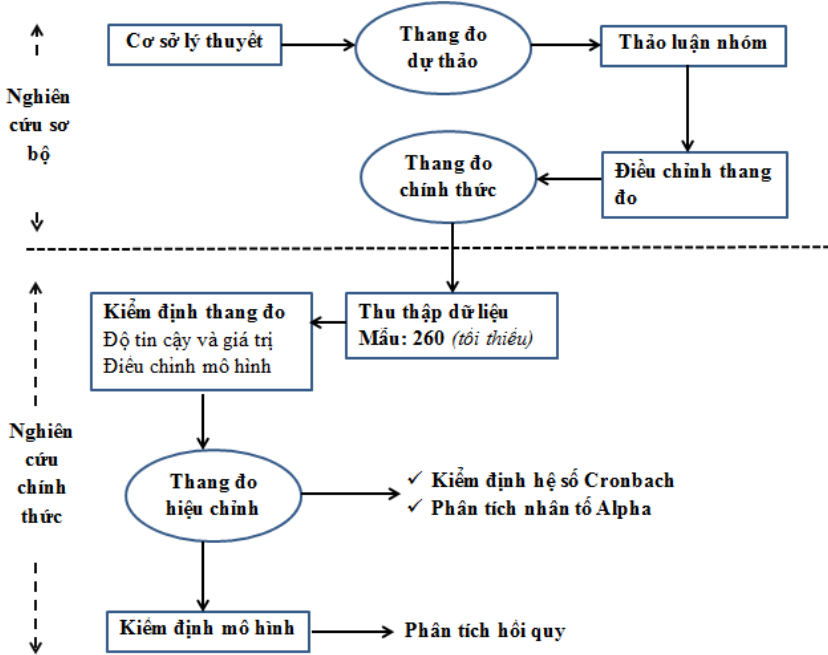 Cơ sở lý thuyết
Thang đo
dự thảo
Thảo luận nhóm
Nghiên
cứu sơ
bộ
Thang đo
chính thức
Điều chỉnh thang
đo
Kiểm định thang đo
Độ tin cậy và giá trị
Điều chỉnh mô hình
Thu thập dữ liệu
Mẫu: 260 (tối thiểu)
Nghiên
cứu
chính
thức
Thang đo
hiệu chỉnh
✓ Kiểm định hệ số Cronbach
✓ Phân tích nhân tố Alpha
Kiểm định mô hình
Phân tích hồi quy